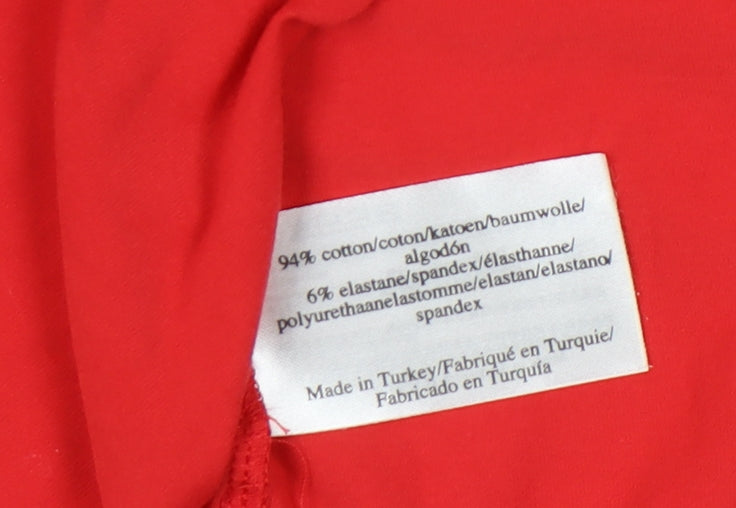 94% cotton/coton/katoen/baumwolle/
algodón
6% elastane/spandex/élasthanne/
polyurethaanelastomme/elastan/elastano/
spandex
Made in Turkey/Fabriqué en Turquie/
Fabricado en Turquía